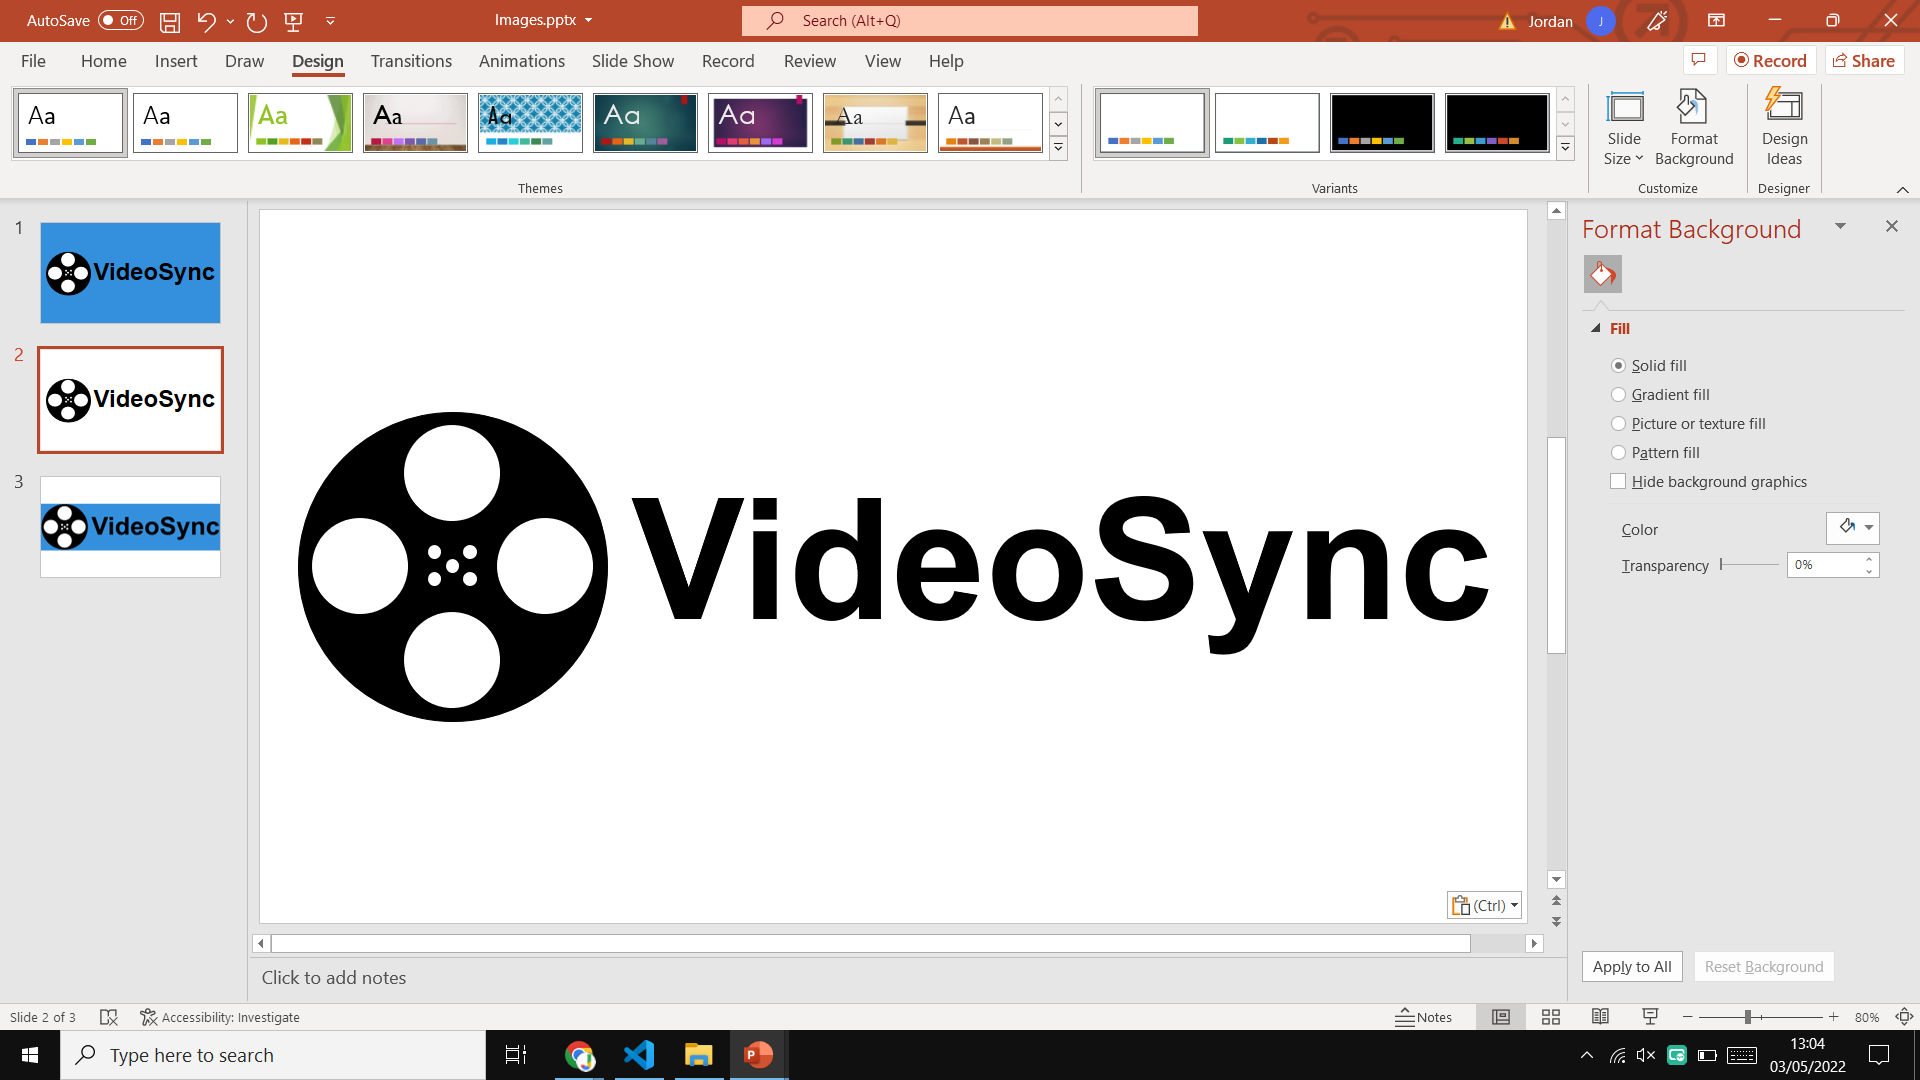 AutoSave Off
Images.pptx
Search (Alt+Q)
Jordan
J
File Home Insert Draw Design Transitions Animations Slide Show Record Review View Help
Record
Share
Aa Aa Aa Aa Aa Aa Aa Aa Aa
Themes
Variants
Slide
Size
Format
Background
Customize
Design
Ideas
Designer
1
VideoSync
2
VideoSync
3
VideoSync
VideoSync
(Ctrl)
Click to add notes
Format Background
Fill
Solid fill
Gradient fill
Picture or texture fill
Pattern fill
Hide background graphics
Color
Transparency 0%
Apply to All
Reset Background
Slide 2 of 3
Accessibility: Investigate
Notes
80%
Type here to search
P
13:04
03/05/2022